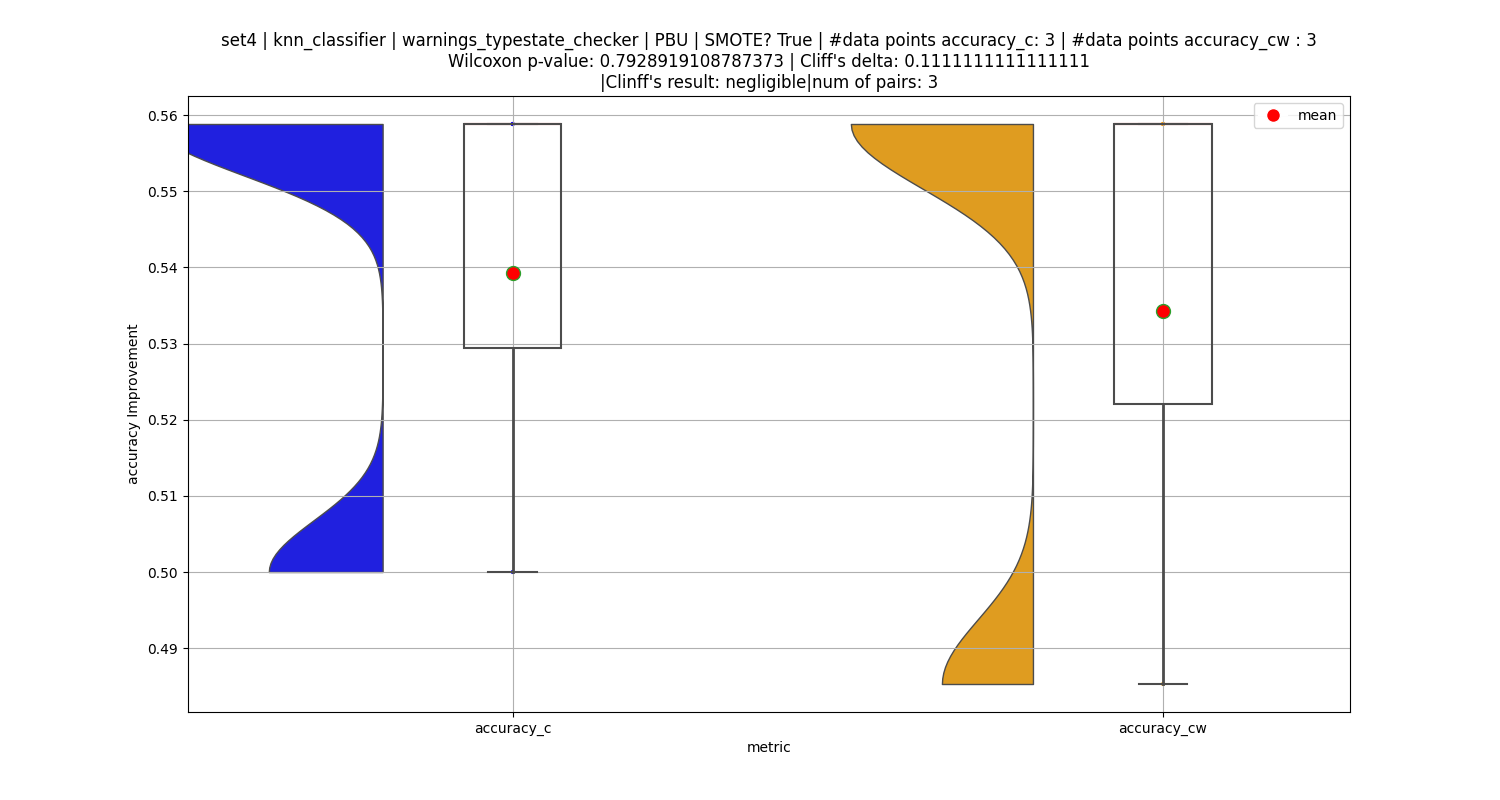 set4 | knn_classifier | warnings_typestate_checker | PBU | SMOTE? True | #data points accuracy_c: 3 | #data points accuracy_cw : 3
Wilcoxon p-value: 0.7928919108787373 | Cliff's delta: 0.1111111111111111
|Clinff's result: negligible|num of pairs: 3
mean
0.56
0.55
0.54
0.53
0.52
0.51
0.50
0.49
accuracy Improvement
accuracy_c
accuracy_cw
metric